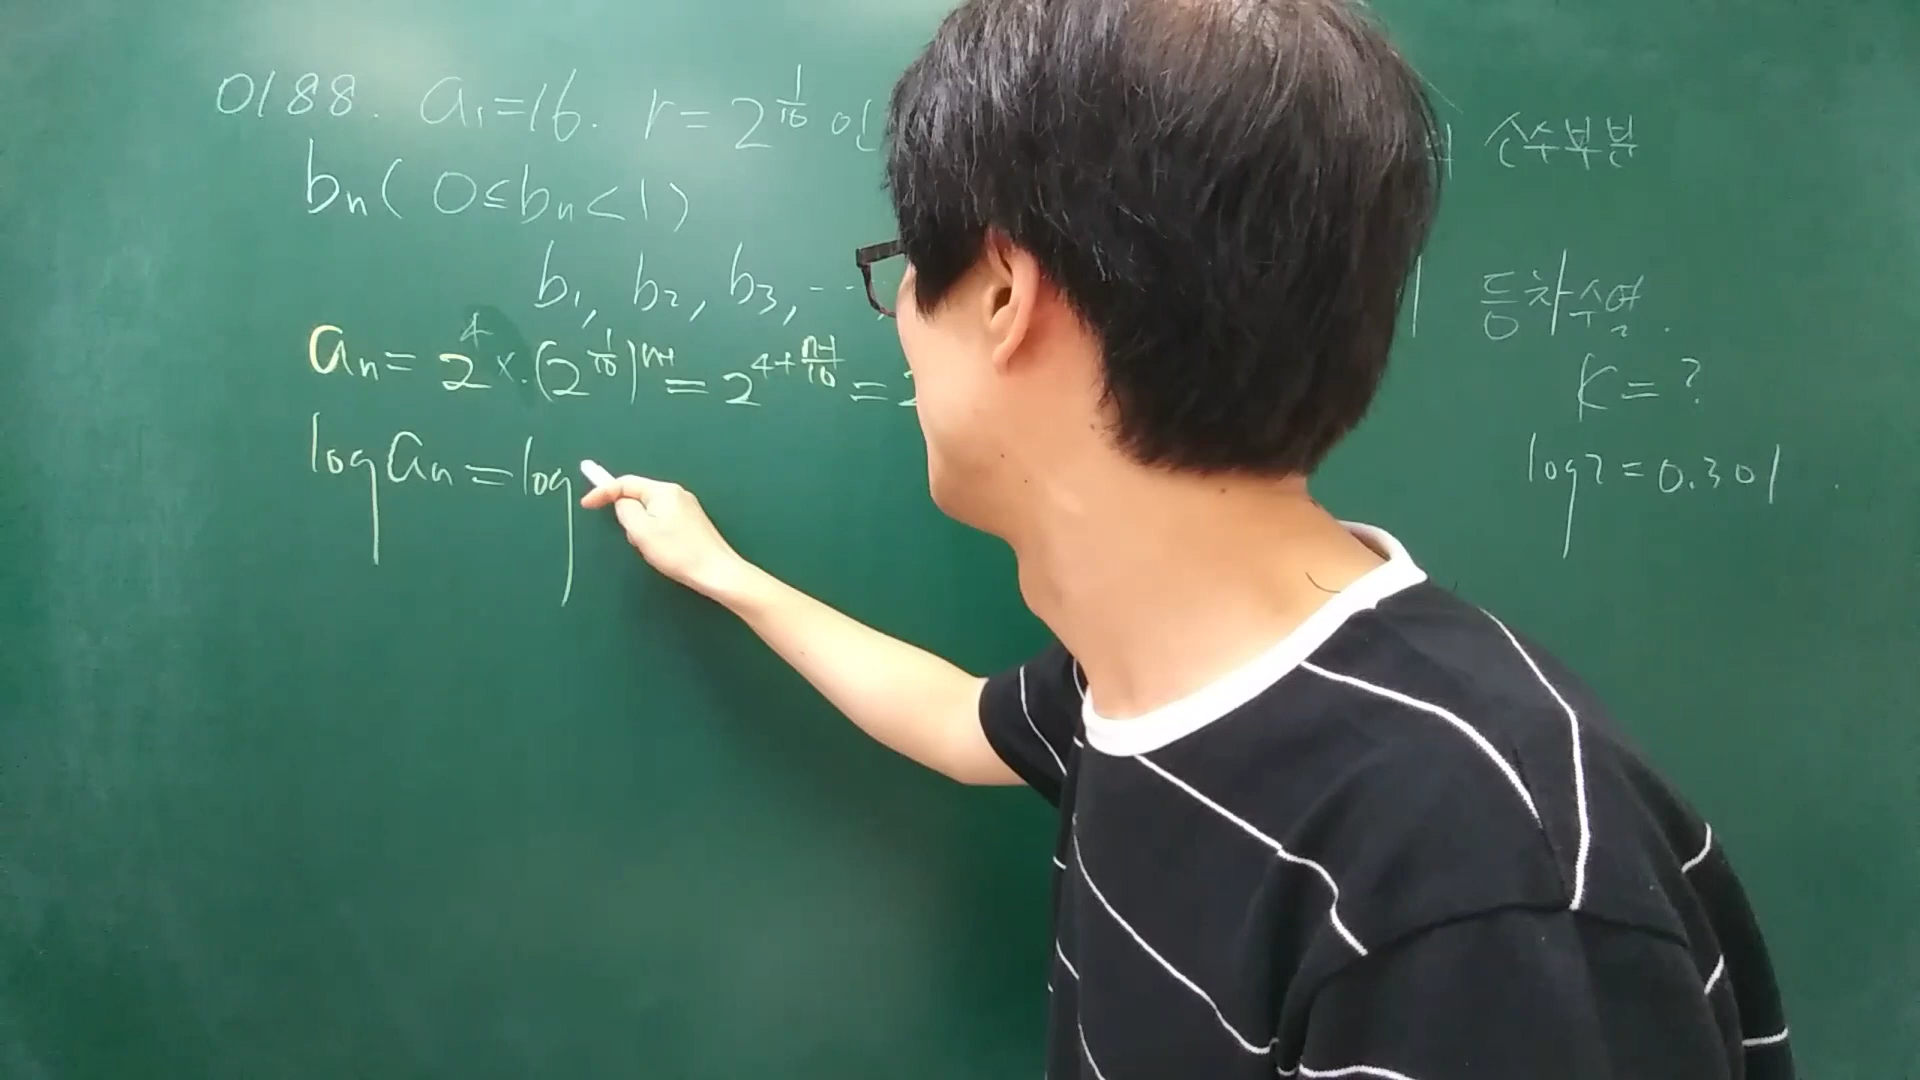 0188. a₁=16. r=2^(1/10) 인 소수부분
bₙ( 0≤bₙ<1)
b₁, b₂, b₃, ---, 등차수열.
aₙ= 2⁴×.(2^(1/10))^(n-1) = 2^(4+(n-1)/10) = 2 K=?
log aₙ = log log2=0.301